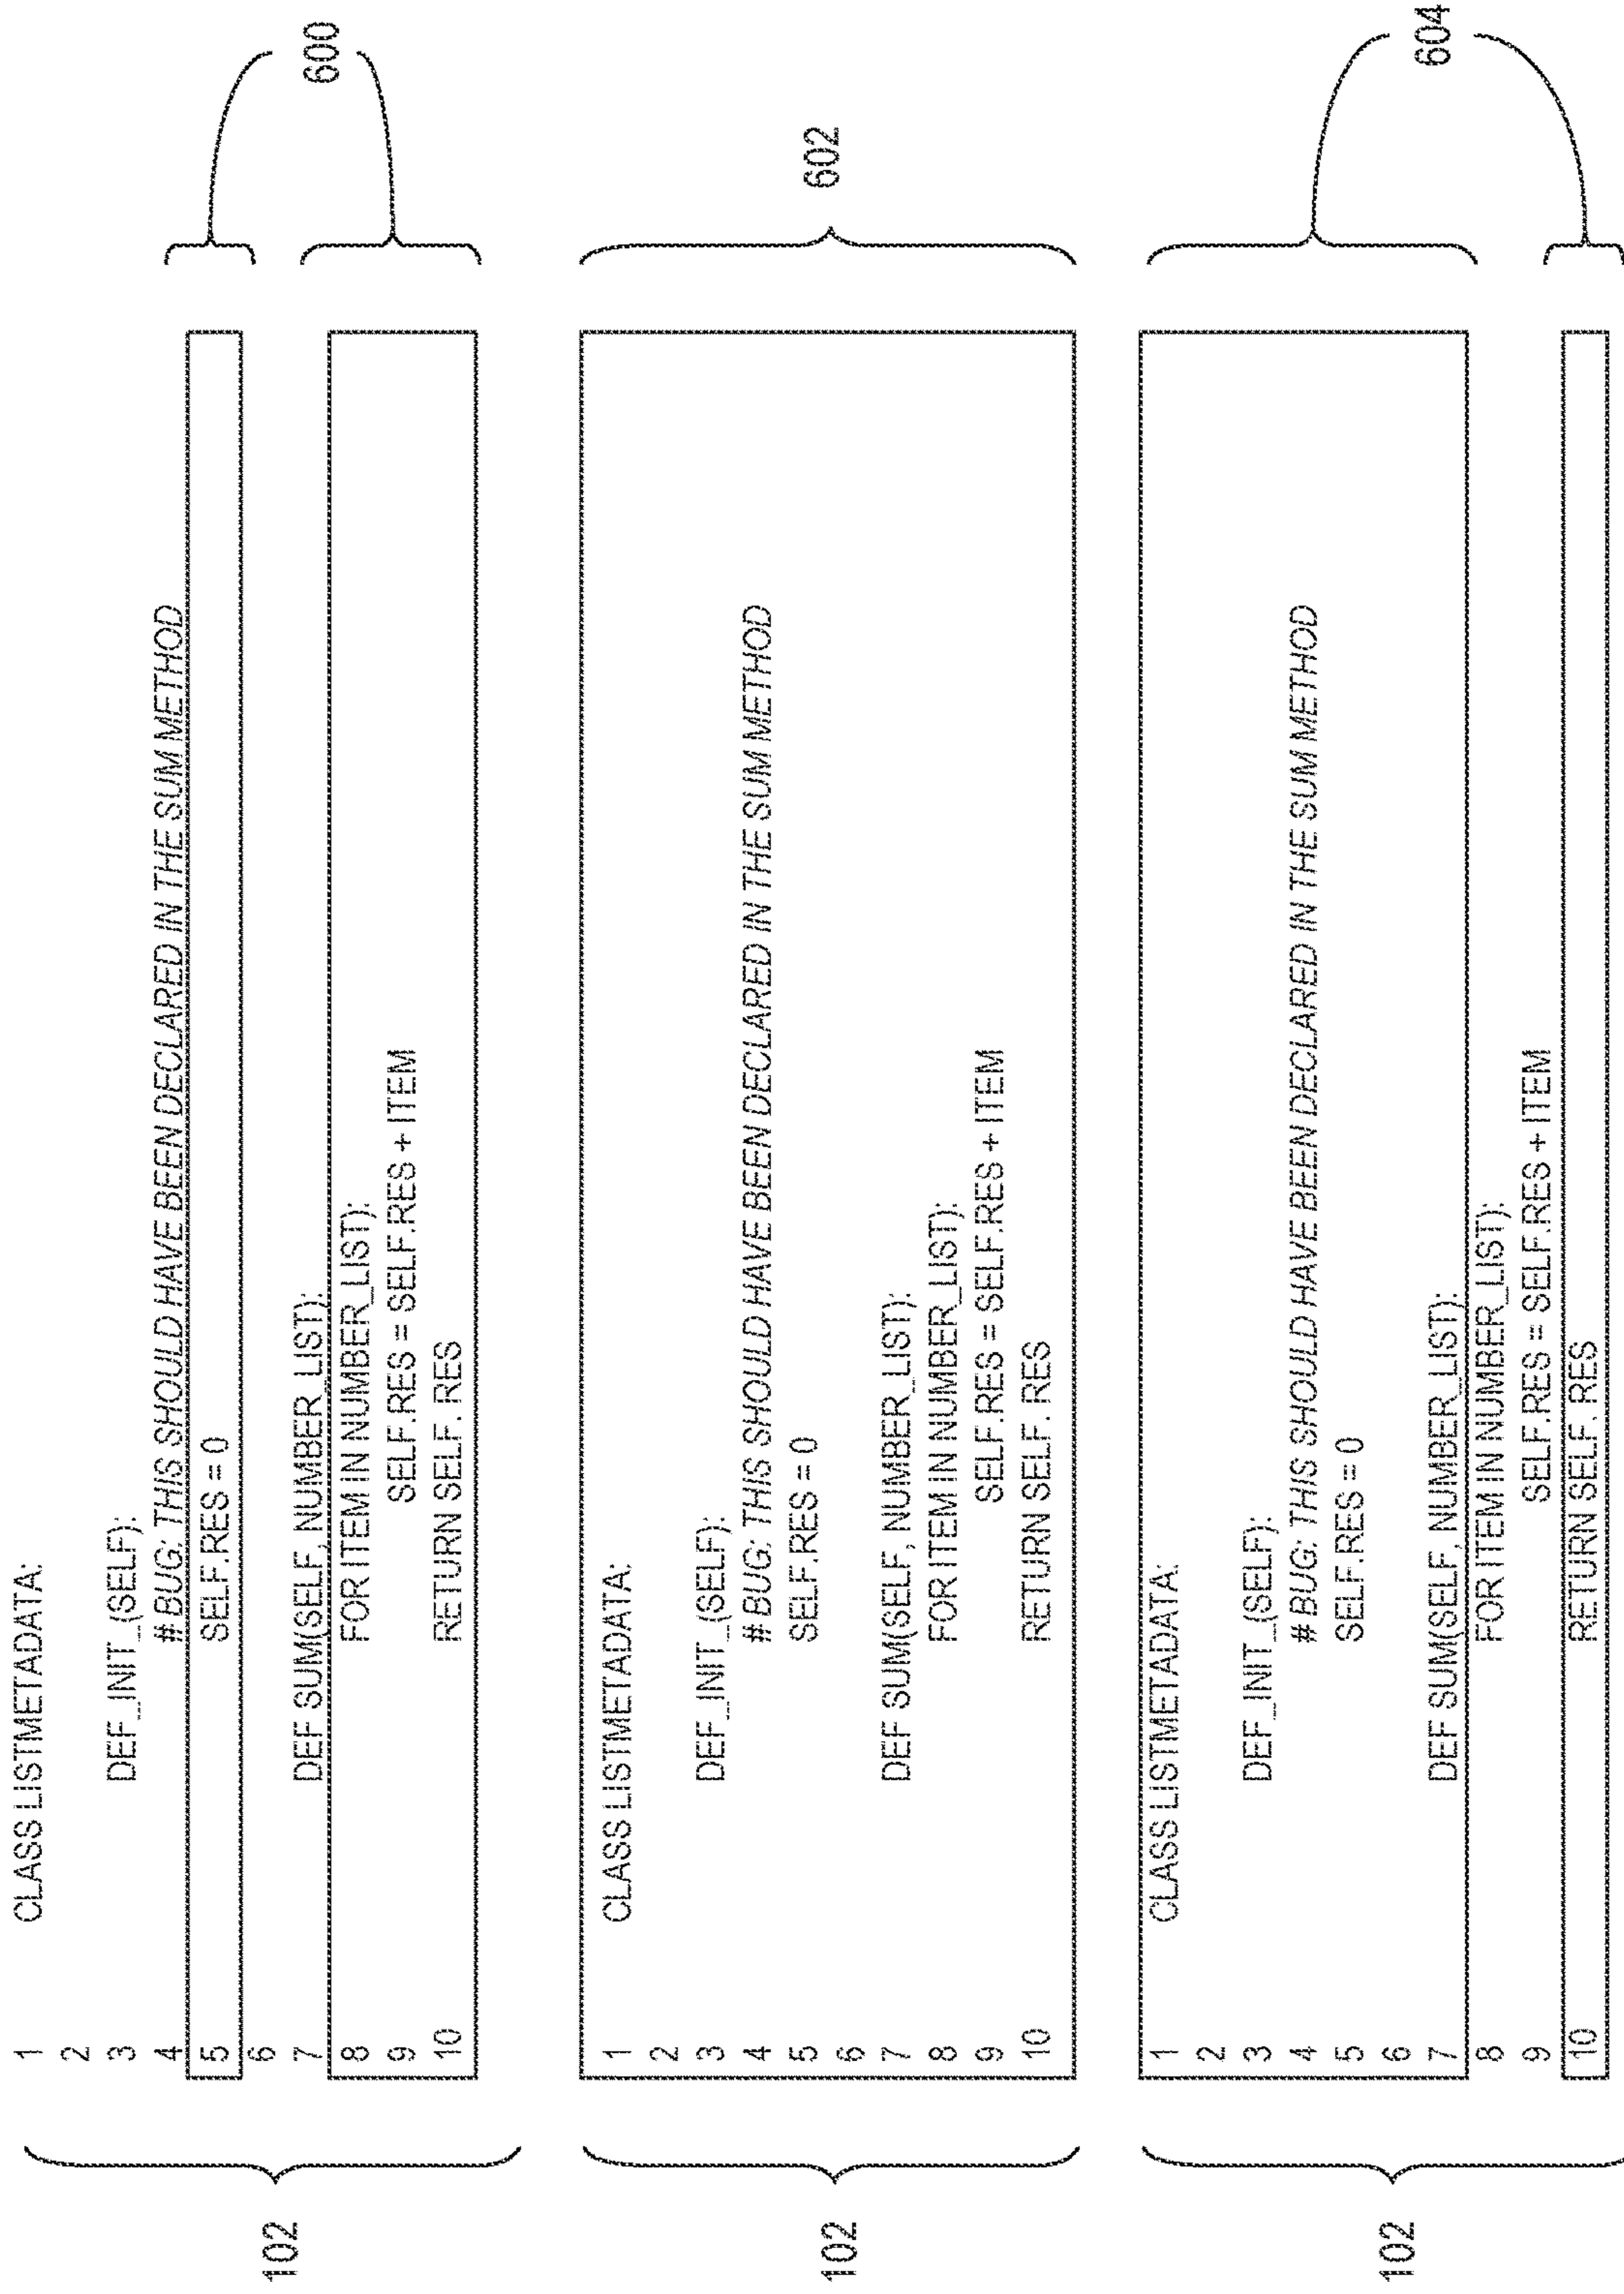 102
1 CLASS LISTMETADATA:
2
3 DEF_INIT_(SELF):
4 # BUG: THIS SHOULD HAVE BEEN DECLARED IN THE SUM METHOD
5 SELF.RES = 0
6
7 DEF SUM(SELF, NUMBER_LIST):
8 FOR ITEM IN NUMBER_LIST):
9 SELF.RES = SELF.RES + ITEM
10 RETURN SELF. RES
600
102
1 CLASS LISTMETADATA:
2
3 DEF_INIT_(SELF):
4 # BUG: THIS SHOULD HAVE BEEN DECLARED IN THE SUM METHOD
5 SELF.RES = 0
6
7 DEF SUM(SELF, NUMBER_LIST):
8 FOR ITEM IN NUMBER_LIST):
9 SELF.RES = SELF.RES + ITEM
10 RETURN SELF. RES
602
102
1 CLASS LISTMETADATA:
2
3 DEF_INIT_(SELF):
4 # BUG: THIS SHOULD HAVE BEEN DECLARED IN THE SUM METHOD
5 SELF.RES = 0
6
7 DEF SUM(SELF, NUMBER_LIST):
8 FOR ITEM IN NUMBER_LIST):
9 SELF.RES = SELF.RES + ITEM
10 RETURN SELF. RES
604